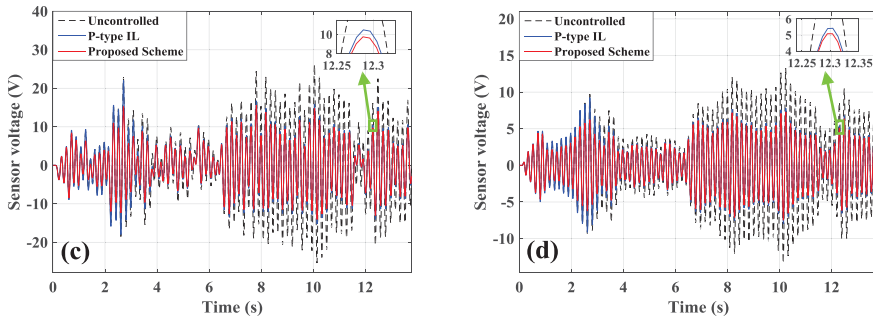 Uncontrolled
P-type IL
Proposed Scheme
10
8
12.25 12.3
40
30
20
10
0
-10
-20
Sensor voltage (V)
(c)
0 2 4 6 8 10 12
Time (s)
Uncontrolled
P-type IL
Proposed Scheme
6
5
4
12.25 12.3 12.35
20
15
10
5
0
-5
-10
Sensor voltage (V)
(d)
0 2 4 6 8 10 12
Time (s)